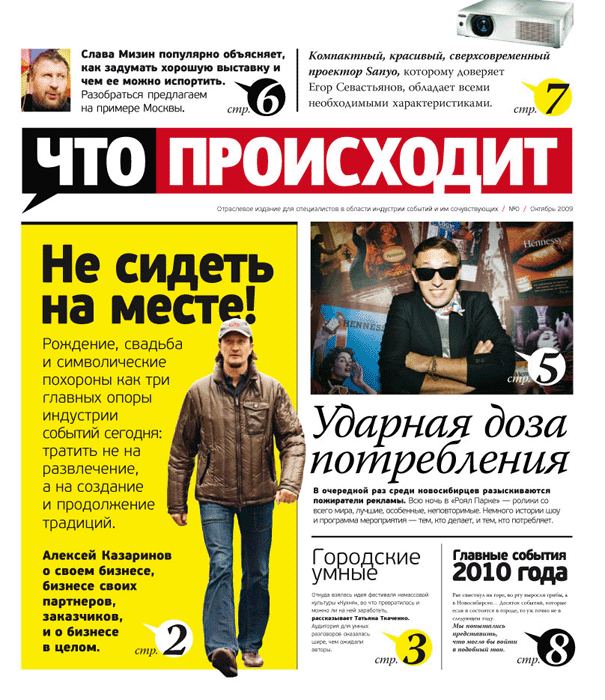 Слава Мизин популярно объясняет,
как задумать хорошую выставку и
чем ее можно испортить.
Разобраться предлагаем
на примере Москвы.
стр. 6
Компактный, красивый, сверхсовременный
проектор Sanyo, которому доверяет
Егор Севастьянов, обладает всеми
необходимыми характеристиками.
стр. 7
ЧТО ПРОИСХОДИТ
Отраслевое издание для специалистов в области индустрии событий и им сочувствующих / №0 / Октябрь 2009
Не сидеть
на месте!
Рождение, свадьба
и символические
похороны как три
главных опоры
индустрии
событий сегодня:
тратить не на
развлечение,
а на создание
и продолжение
традиций.
Алексей Казаринов
о своем бизнесе,
бизнесе своих
партнеров,
заказчиков,
и о бизнесе
в целом.
стр. 2
Hennessy
HENNESS
стр. 5
Ударная доза
потребления
В очередной раз среди новосибирцев разыскиваются
пожиратели рекламы. Всю ночь в «Роял Парке» — ролики со
всего мира, лучшие, особенные, неповторимые. Немного истории шоу
и программа мероприятия — тем, кто делает, и тем, кто потребляет.
Городские
умные
Откуда взялась идея фестиваля немассовой
культуры «Кухня», во что превратилось и
можно ли на ней заработать,
рассказывает Татьяна Ткаченко.
Аудитория для умных
разговоров оказалась
шире, чем ожидали
авторы.
стр. 3
Главные события
2010 года
Рак свистнул на горе, во рту выросли грибы, а
в Новосибирске... Десяток событий, которые
если и состоятся в городе, то уж точно не в
следующем году.
Мы попытались
представить,
что могло бы войти
в подобный топ.
стр. 8